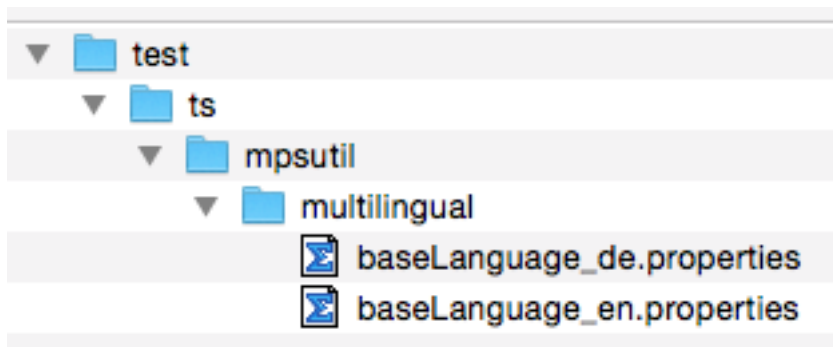 test
ts
mpsutil
multilingual
baseLanguage_de.properties
baseLanguage_en.properties